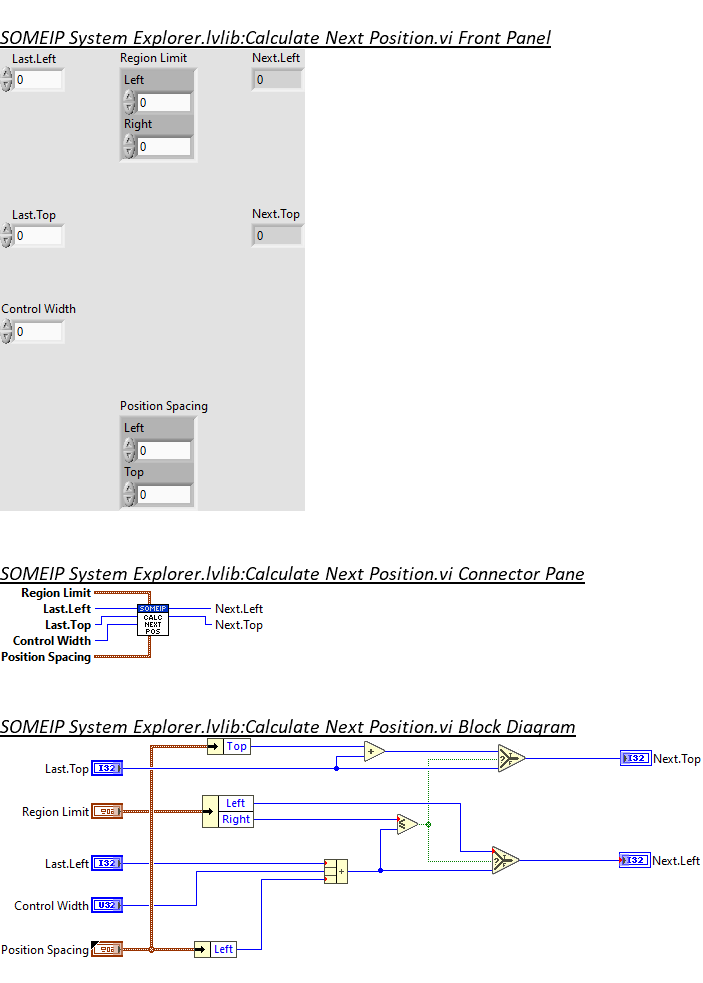 SOMEIP System Explorer.lvlib:Calculate Next Position.vi Front Panel
Last.Left Region Limit Next.Left
0 Left 0
0
Right
0
Last.Top Next.Top
0 0
Control Width
0
Position Spacing
Left
0
Top
0
SOMEIP System Explorer.lvlib:Calculate Next Position.vi Connector Pane
Region Limit
Last.Left SOMEIP Next.Left
Last.Top CALC Next.Top
NEXT
Control Width POS
Position Spacing
SOMEIP System Explorer.lvlib:Calculate Next Position.vi Block Diagram
Top +
Last.Top I32 ? T F I32 Next.Top
Region Limit Left
Right ≤
Last.Left I32 + ? T F I32 Next.Left
Control Width U32
Position Spacing Left